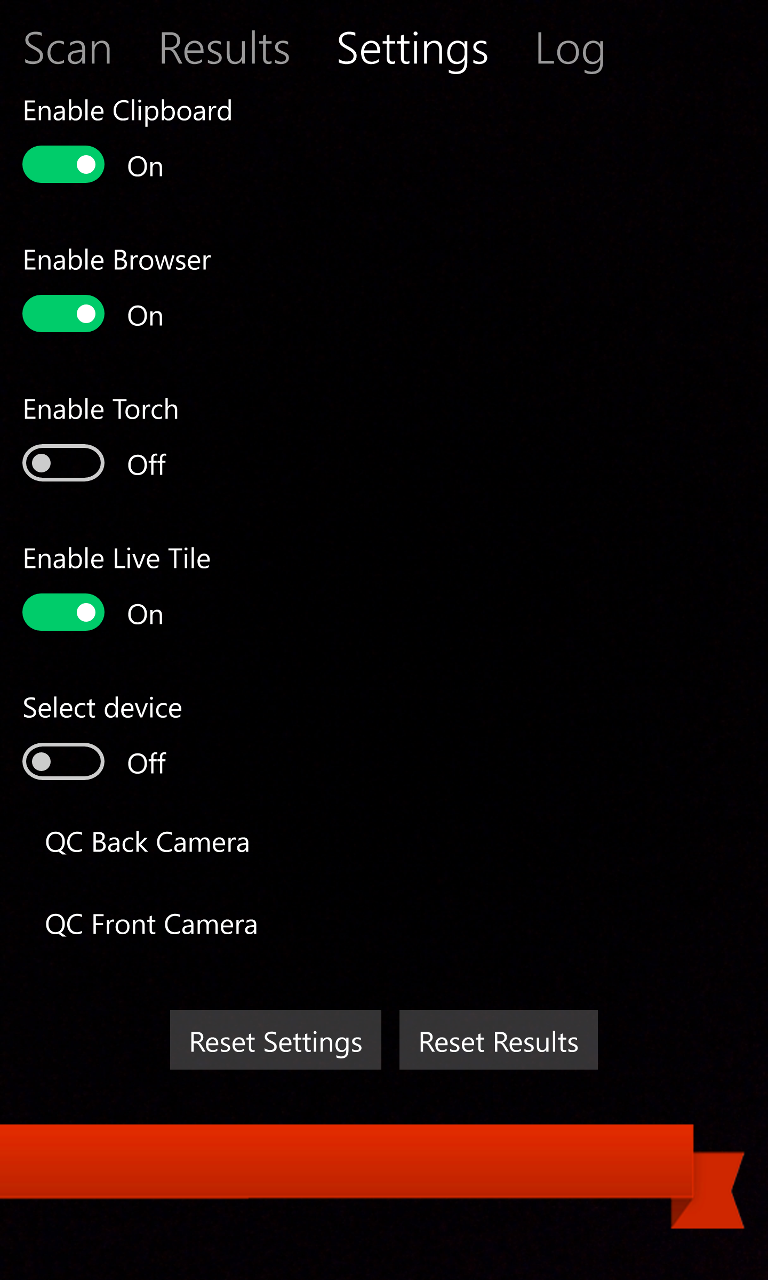 Scan Results Settings Log
Enable Clipboard
On
Enable Browser
On
Enable Torch
Off
Enable Live Tile
On
Select device
Off
QC Back Camera
QC Front Camera
Reset Settings Reset Results